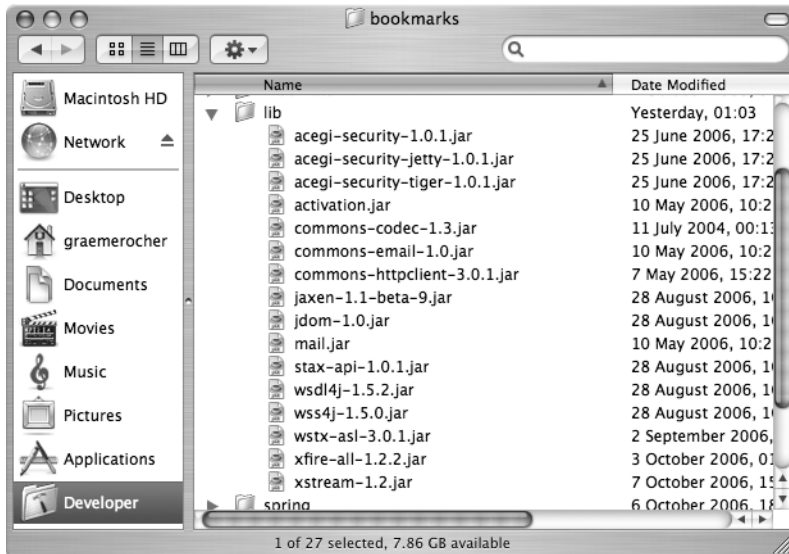 bookmarks
Name Date Modified
Macintosh HD
Network
Desktop
graemerocher
Documents
Movies
Music
Pictures
Applications
Developer
lib Yesterday, 01:03
acegi-security-1.0.1.jar 25 June 2006, 17:2
acegi-security-jetty-1.0.1.jar 25 June 2006, 17:2
acegi-security-tiger-1.0.1.jar 25 June 2006, 17:2
activation.jar 10 May 2006, 10:2
commons-codec-1.3.jar 11 July 2004, 00:13
commons-email-1.0.jar 10 May 2006, 10:2
commons-httpclient-3.0.1.jar 7 May 2006, 15:22
jaxen-1.1-beta-9.jar 28 August 2006, 1
jdom-1.0.jar 28 August 2006, 1
mail.jar 10 May 2006, 10:2
stax-api-1.0.1.jar 28 August 2006, 1
wsdl4j-1.5.2.jar 28 August 2006, 1
wss4j-1.5.0.jar 28 August 2006, 1
wstx-asl-3.0.1.jar 2 September 2006,
xfire-all-1.2.2.jar 3 October 2006, 01
xstream-1.2.jar 7 October 2006, 15
spring 6 October 2006, 18
1 of 27 selected, 7.86 GB available